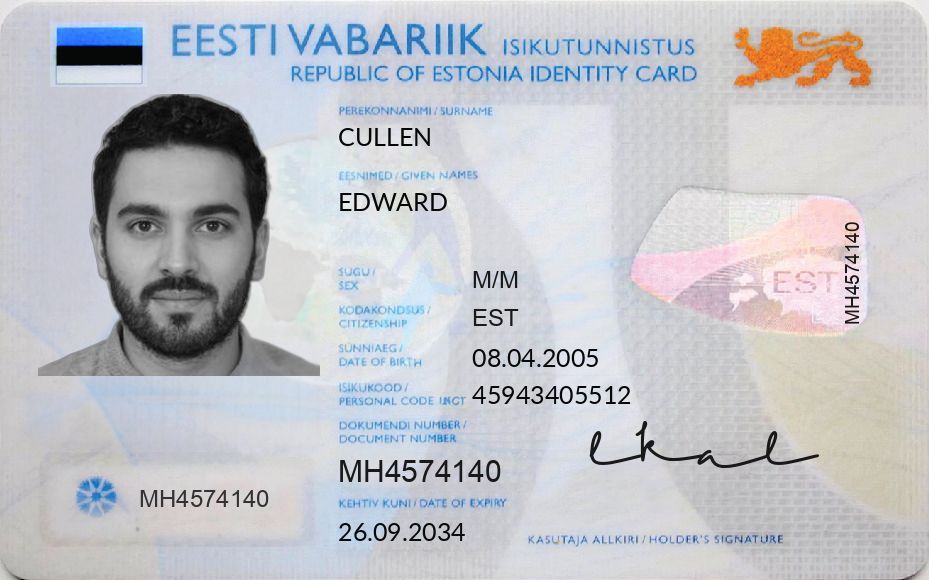 EESTI VABARIIK ISIKUTUNNISTUS
REPUBLIC OF ESTONIA IDENTITY CARD
PEREKONNANIMI / SURNAME
CULLEN
EESNIMED / GIVEN NAMES
EDWARD
SUGU /
SEX
M/M
KODAKONDSUS /
CITIZENSHIP
EST
SÜNNIAEG /
DATE OF BIRTH
08.04.2005
ISIKUKOOD /
PERSONAL CODE
45943405512
DOKUMENDI NUMBER /
DOCUMENT NUMBER
MH4574140
KEHTIV KUNI / DATE OF EXPIRY
26.09.2034
MH4574140
EST
MH4574140
KASUTAJA ALLKIRI / HOLDER'S SIGNATURE